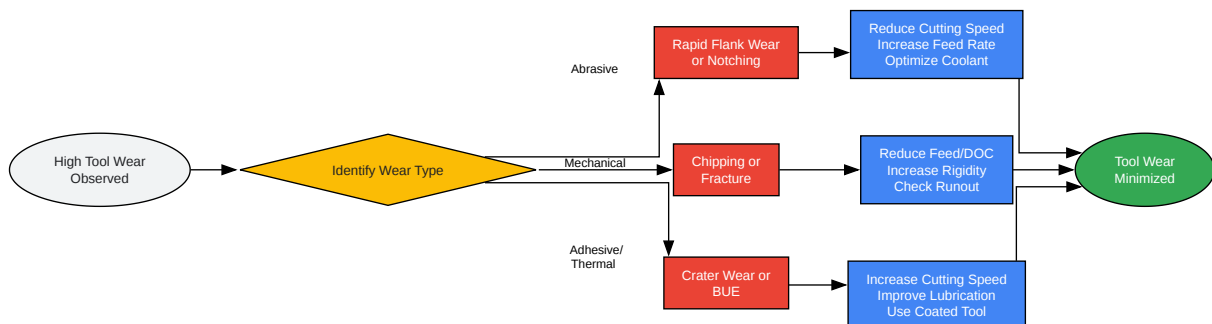 High Tool Wear
Observed
Identify Wear Type
Abrasive
Rapid Flank Wear
or Notching
Reduce Cutting Speed
Increase Feed Rate
Optimize Coolant
Mechanical
Chipping or
Fracture
Reduce Feed/DOC
Increase Rigidity
Check Runout
Adhesive/
Thermal
Crater Wear or
BUE
Increase Cutting Speed
Improve Lubrication
Use Coated Tool
Tool Wear
Minimized